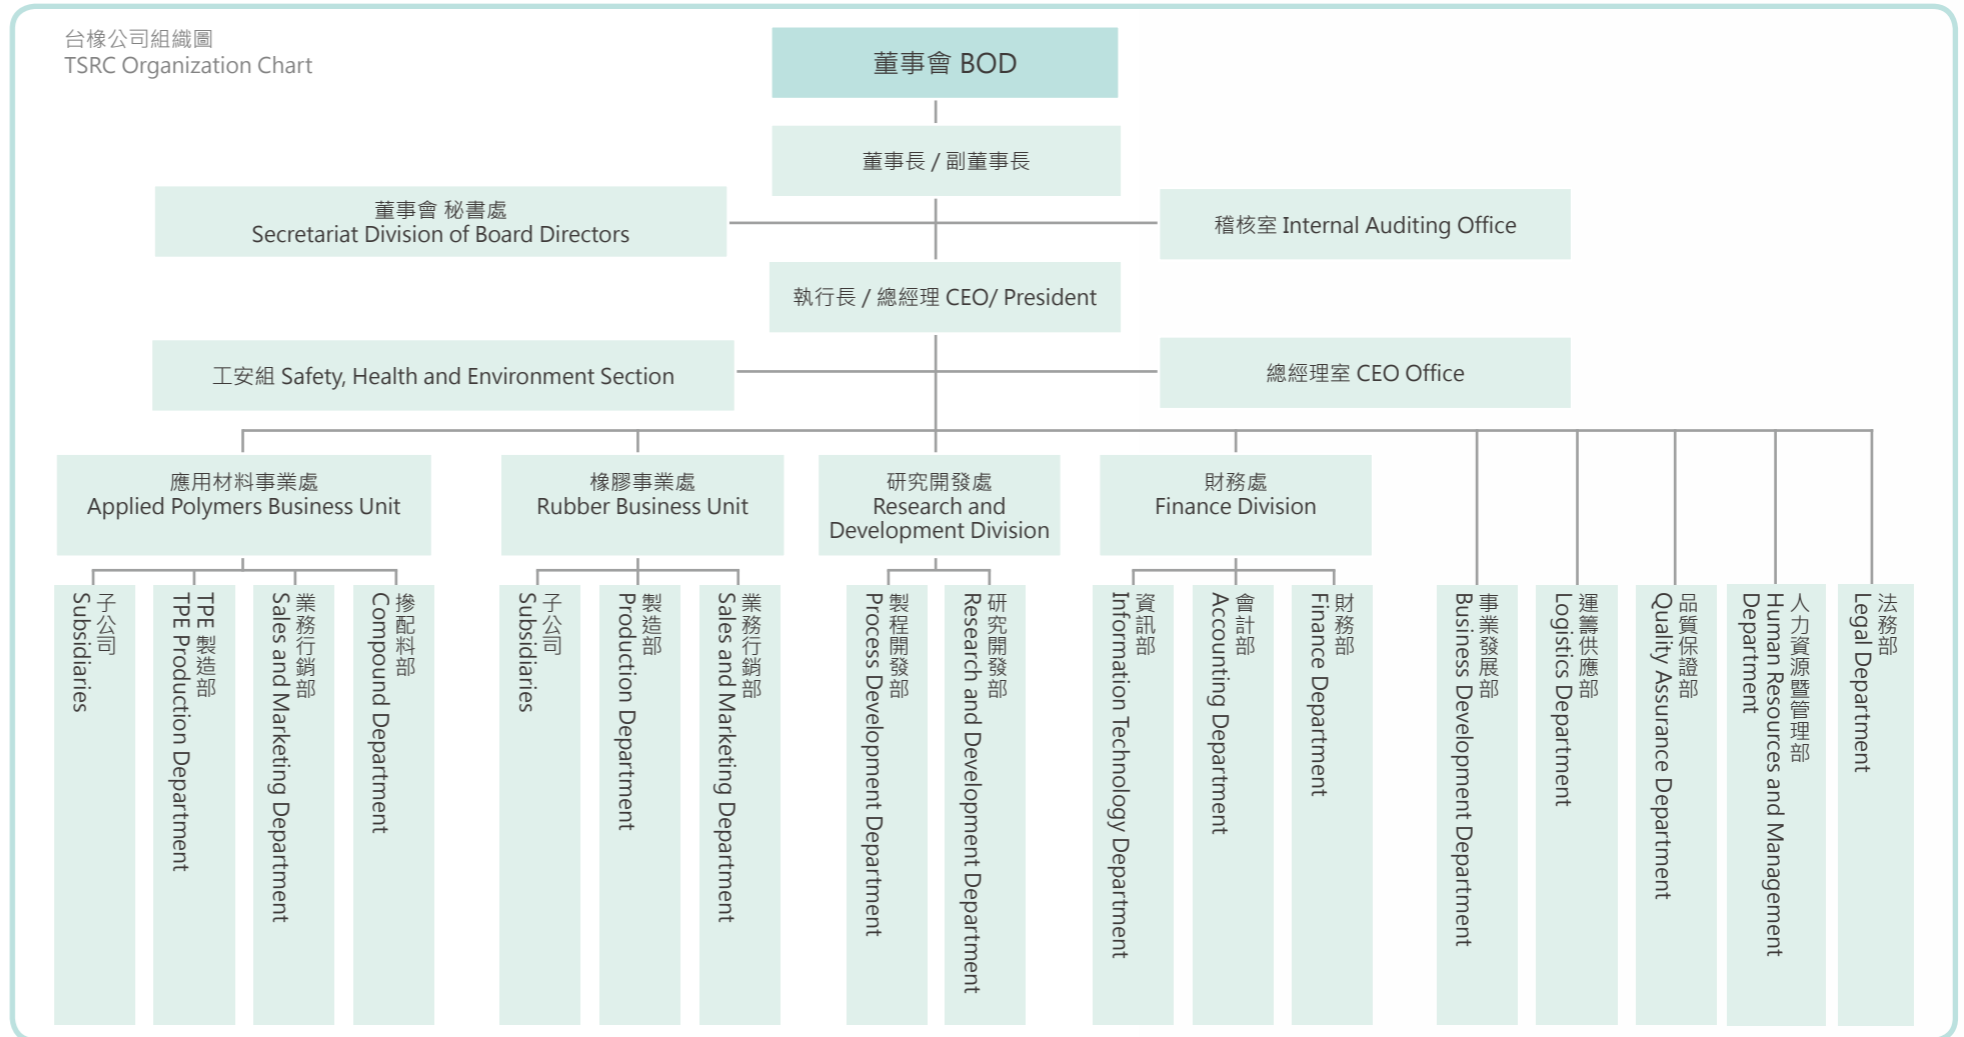 台橡公司組織圖
TSRC Organization Chart
董事會 BOD
董事長 / 副董事長
董事會 秘書處
Secretariat Division of Board Directors
稽核室 Internal Auditing Office
執行長 / 總經理 CEO/ President
工安組 Safety, Health and Environment Section
總經理室 CEO Office
應用材料事業處
Applied Polymers Business Unit
橡膠事業處
Rubber Business Unit
研究開發處
Research and
Development Division
財務處
Finance Division
子公司
Subsidiaries
TPE 製造部
TPE Production Department
業務行銷部
Sales and Marketing Department
摻配料部
Compound Department
子公司
Subsidiaries
製造部
Production Department
業務行銷部
Sales and Marketing Department
製程開發部
Process Development Department
研究開發部
Research and Development Department
資訊部
Information Technology Department
會計部
Accounting Department
財務部
Finance Department
事業發展部
Business Development Department
運籌供應部
Logistics Department
品質保證部
Quality Assurance Department
人力資源暨管理部
Human Resources and Management
Department
法務部
Legal Department